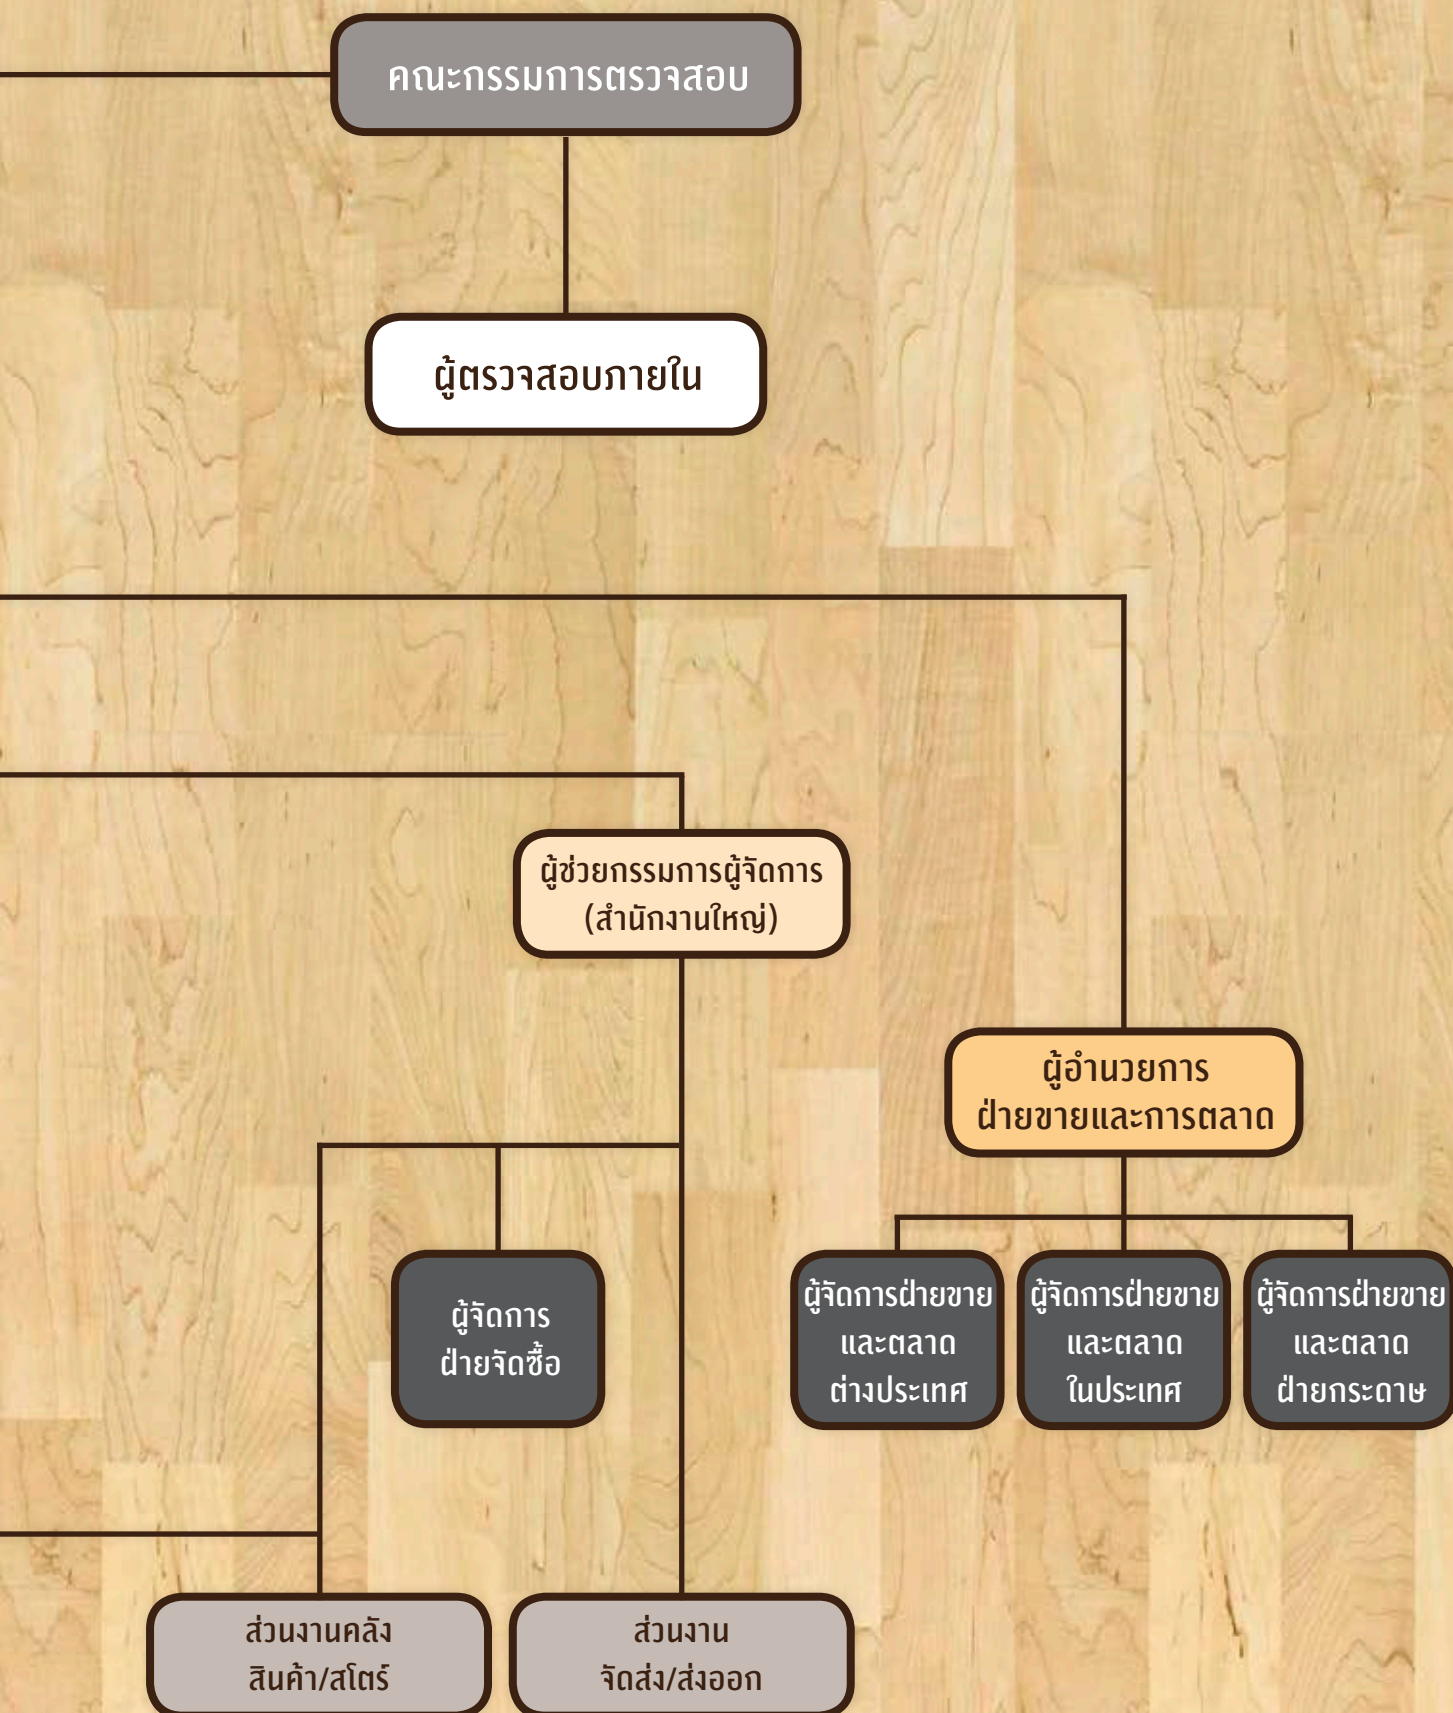 คณะกรรมการตรวจสอบ
ผู้ตรวจสอบภายใน
ผู้ช่วยกรรมการผู้จัดการ
(สำนักงานใหญ่)
ผู้อำนวยการ
ฝ่ายขายและการตลาด
ผู้จัดการ
ฝ่ายจัดซื้อ
ผู้จัดการฝ่ายขาย
และตลาด
ต่างประเทศ
ผู้จัดการฝ่ายขาย
และตลาด
ในประเทศ
ผู้จัดการฝ่ายขาย
และตลาด
ฝ่ายกระดาษ
ส่วนงานคลัง
สินค้า/สโตร์
ส่วนงาน
จัดส่ง/ส่งออก